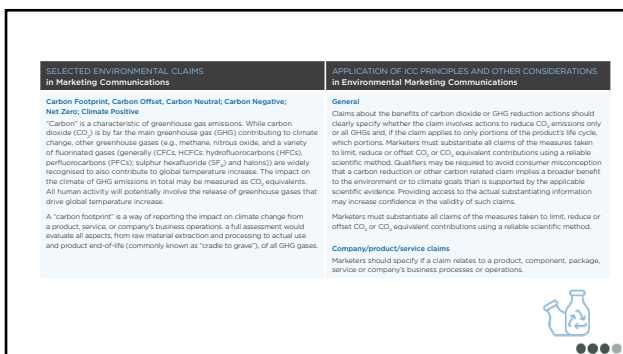 SELECTED ENVIRONMENTAL CLAIMS
in Marketing Communications
Carbon Footprint, Carbon Offset, Carbon Neutral; Carbon Negative;
Net Zero; Climate Positive
“Carbon” is a characteristic of greenhouse gas emissions. While carbon
dioxide (CO₂) is by far the main greenhouse gas (GHG) contributing to climate
change, other greenhouse gases (e.g., methane, nitrous oxide, and a variety
of fluorinated gases (generally (CFCs, HCFCs; hydrofluorocarbons (HFCs),
perfluorocarbons (PFCs); sulphur hexafluoride (SF₆) and halons)) are widely
recognised to also contribute to global temperature increase. The impact on
the climate of GHG emissions in total may be measured as CO₂ equivalents.
All human activity will potentially involve the release of greenhouse gases that
drive global temperature increase.
A “carbon footprint” is a way of reporting the impact on climate change from
a product, service, or company’s business operations. a full assessment would
evaluate all aspects, from raw material extraction and processing to actual use
and product end-of-life (commonly known as “cradle to grave”), of all GHG gases.
APPLICATION OF ICC PRINCIPLES AND OTHER CONSIDERATIONS
in Environmental Marketing Communications
General
Claims about the benefits of carbon dioxide or GHG reduction actions should
clearly specify whether the claim involves actions to reduce CO₂ emissions only
or all GHGs and, if the claim applies to only portions of the product’s life cycle,
which portions. Marketers must substantiate all claims of the measures taken
to limit, reduce or offset CO₂ or CO₂ equivalent contributions using a reliable
scientific method. Qualifiers may be required to avoid consumer misconception
that a carbon reduction or other carbon related claim implies a broader benefit
to the environment or to climate goals than is supported by the applicable
scientific evidence. Providing access to the actual substantiating information
may increase confidence in the validity of such claims.
Marketers must substantiate all claims of the measures taken to limit, reduce or
offset CO₂ or CO₂ equivalent contributions using a reliable scientific method.
Company/product/service claims
Marketers should specify if a claim relates to a product, component, package,
service or company’s business processes or operations.